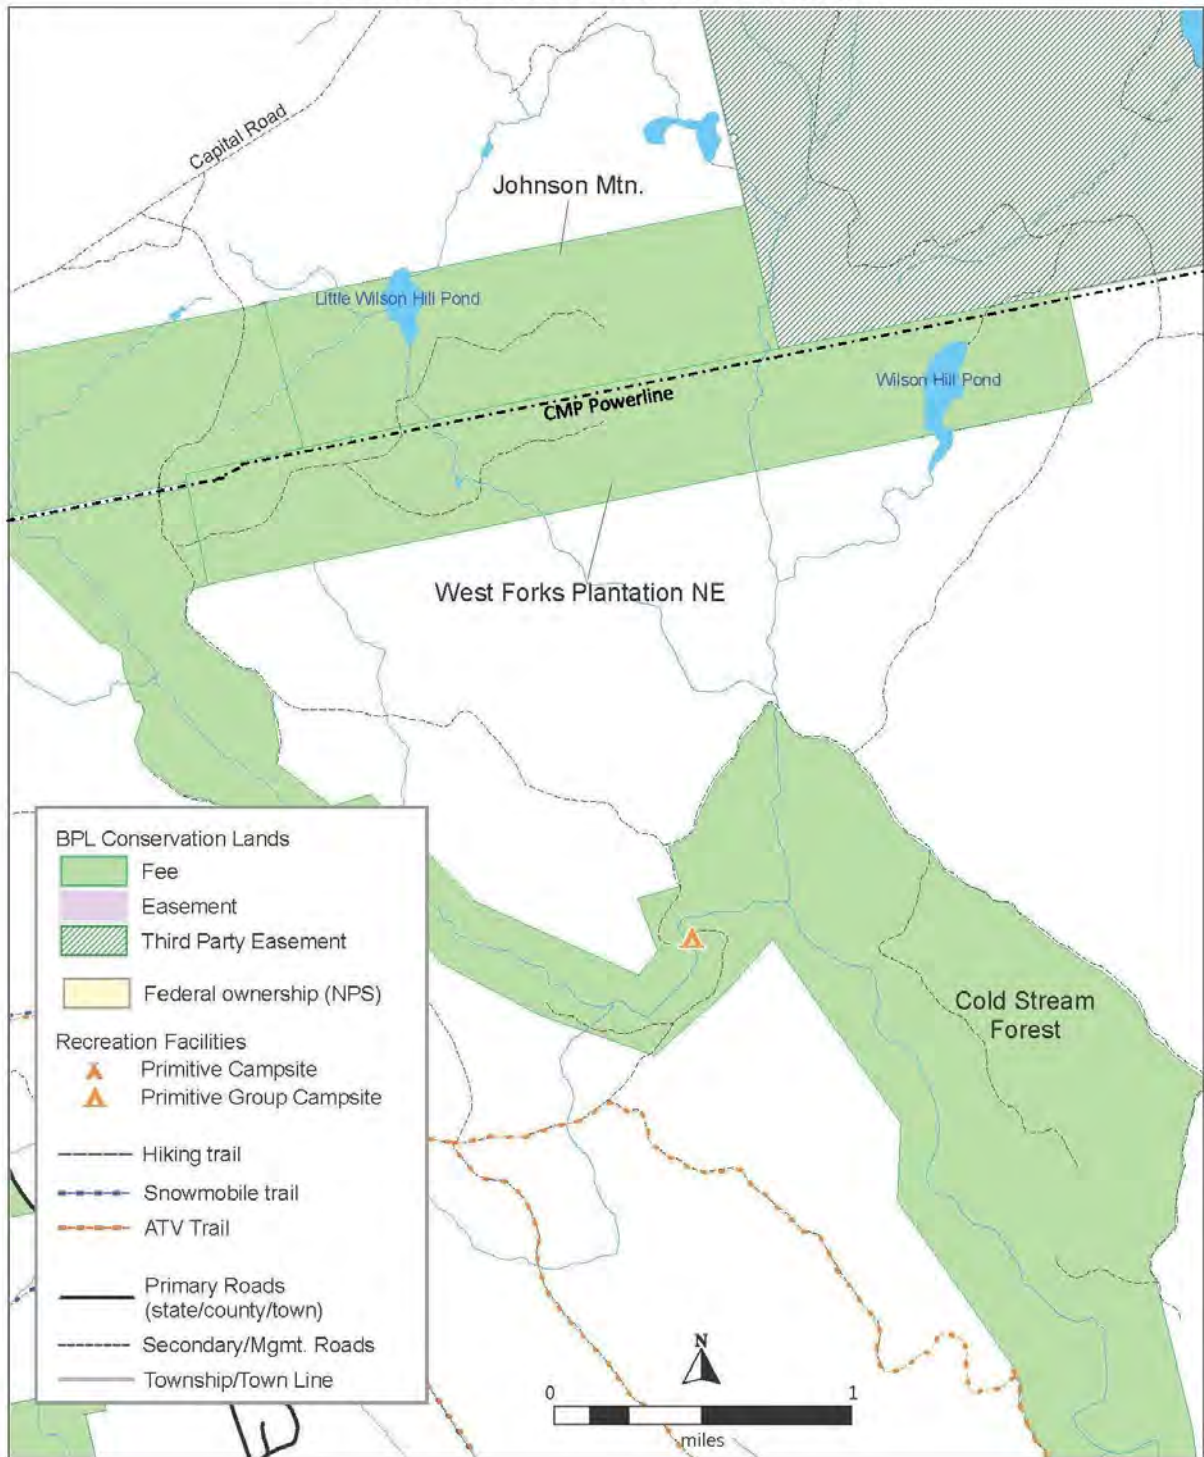 Capital Road
Johnson Mtn.
Little Wilson Hill Pond
Wilson Hill Pond
CMP Powerline
West Forks Plantation NE
BPL Conservation Lands
Fee
Easement
Third Party Easement
Federal ownership (NPS)
Recreation Facilities
Primitive Campsite
Primitive Group Campsite
Hiking trail
Snowmobile trail
ATV Trail
Primary Roads
(state/county/town)
Secondary/Mgmt. Roads
Township/Town Line
Cold Stream
Forest
N
0 1
miles